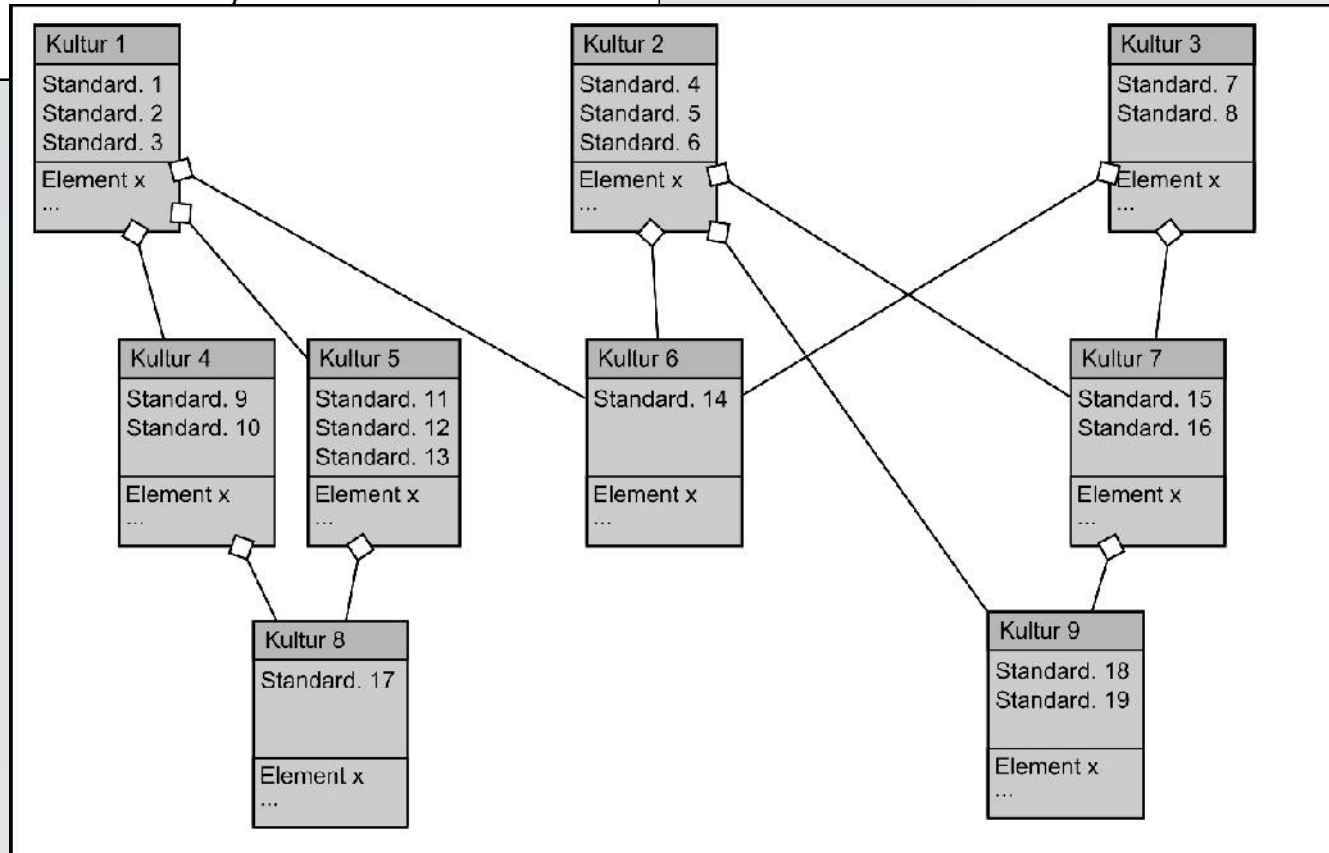 Kultur 1
Standard. 1
Standard. 2
Standard. 3
Element x
...
Kultur 2
Standard. 4
Standard. 5
Standard. 6
Element x
...
Kultur 3
Standard. 7
Standard. 8
Element x
...
Kultur 4
Standard. 9
Standard. 10
Element x
...
Kultur 5
Standard. 11
Standard. 12
Standard. 13
Element x
...
Kultur 6
Standard. 14
Element x
...
Kultur 7
Standard. 15
Standard. 16
Element x
...
Kultur 8
Standard. 17
Element x
...
Kultur 9
Standard. 18
Standard. 19
Element x
...